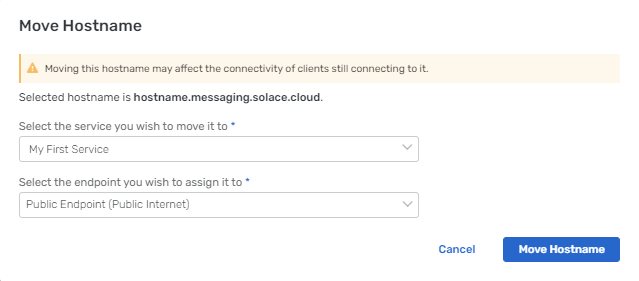 Move Hostname
Moving this hostname may affect the connectivity of clients still connecting to it.
Selected hostname is hostname.messaging.solace.cloud.
Select the service you wish to move it to *
My First Service
Select the endpoint you wish to assign it to *
Public Endpoint (Public Internet)
Cancel Move Hostname